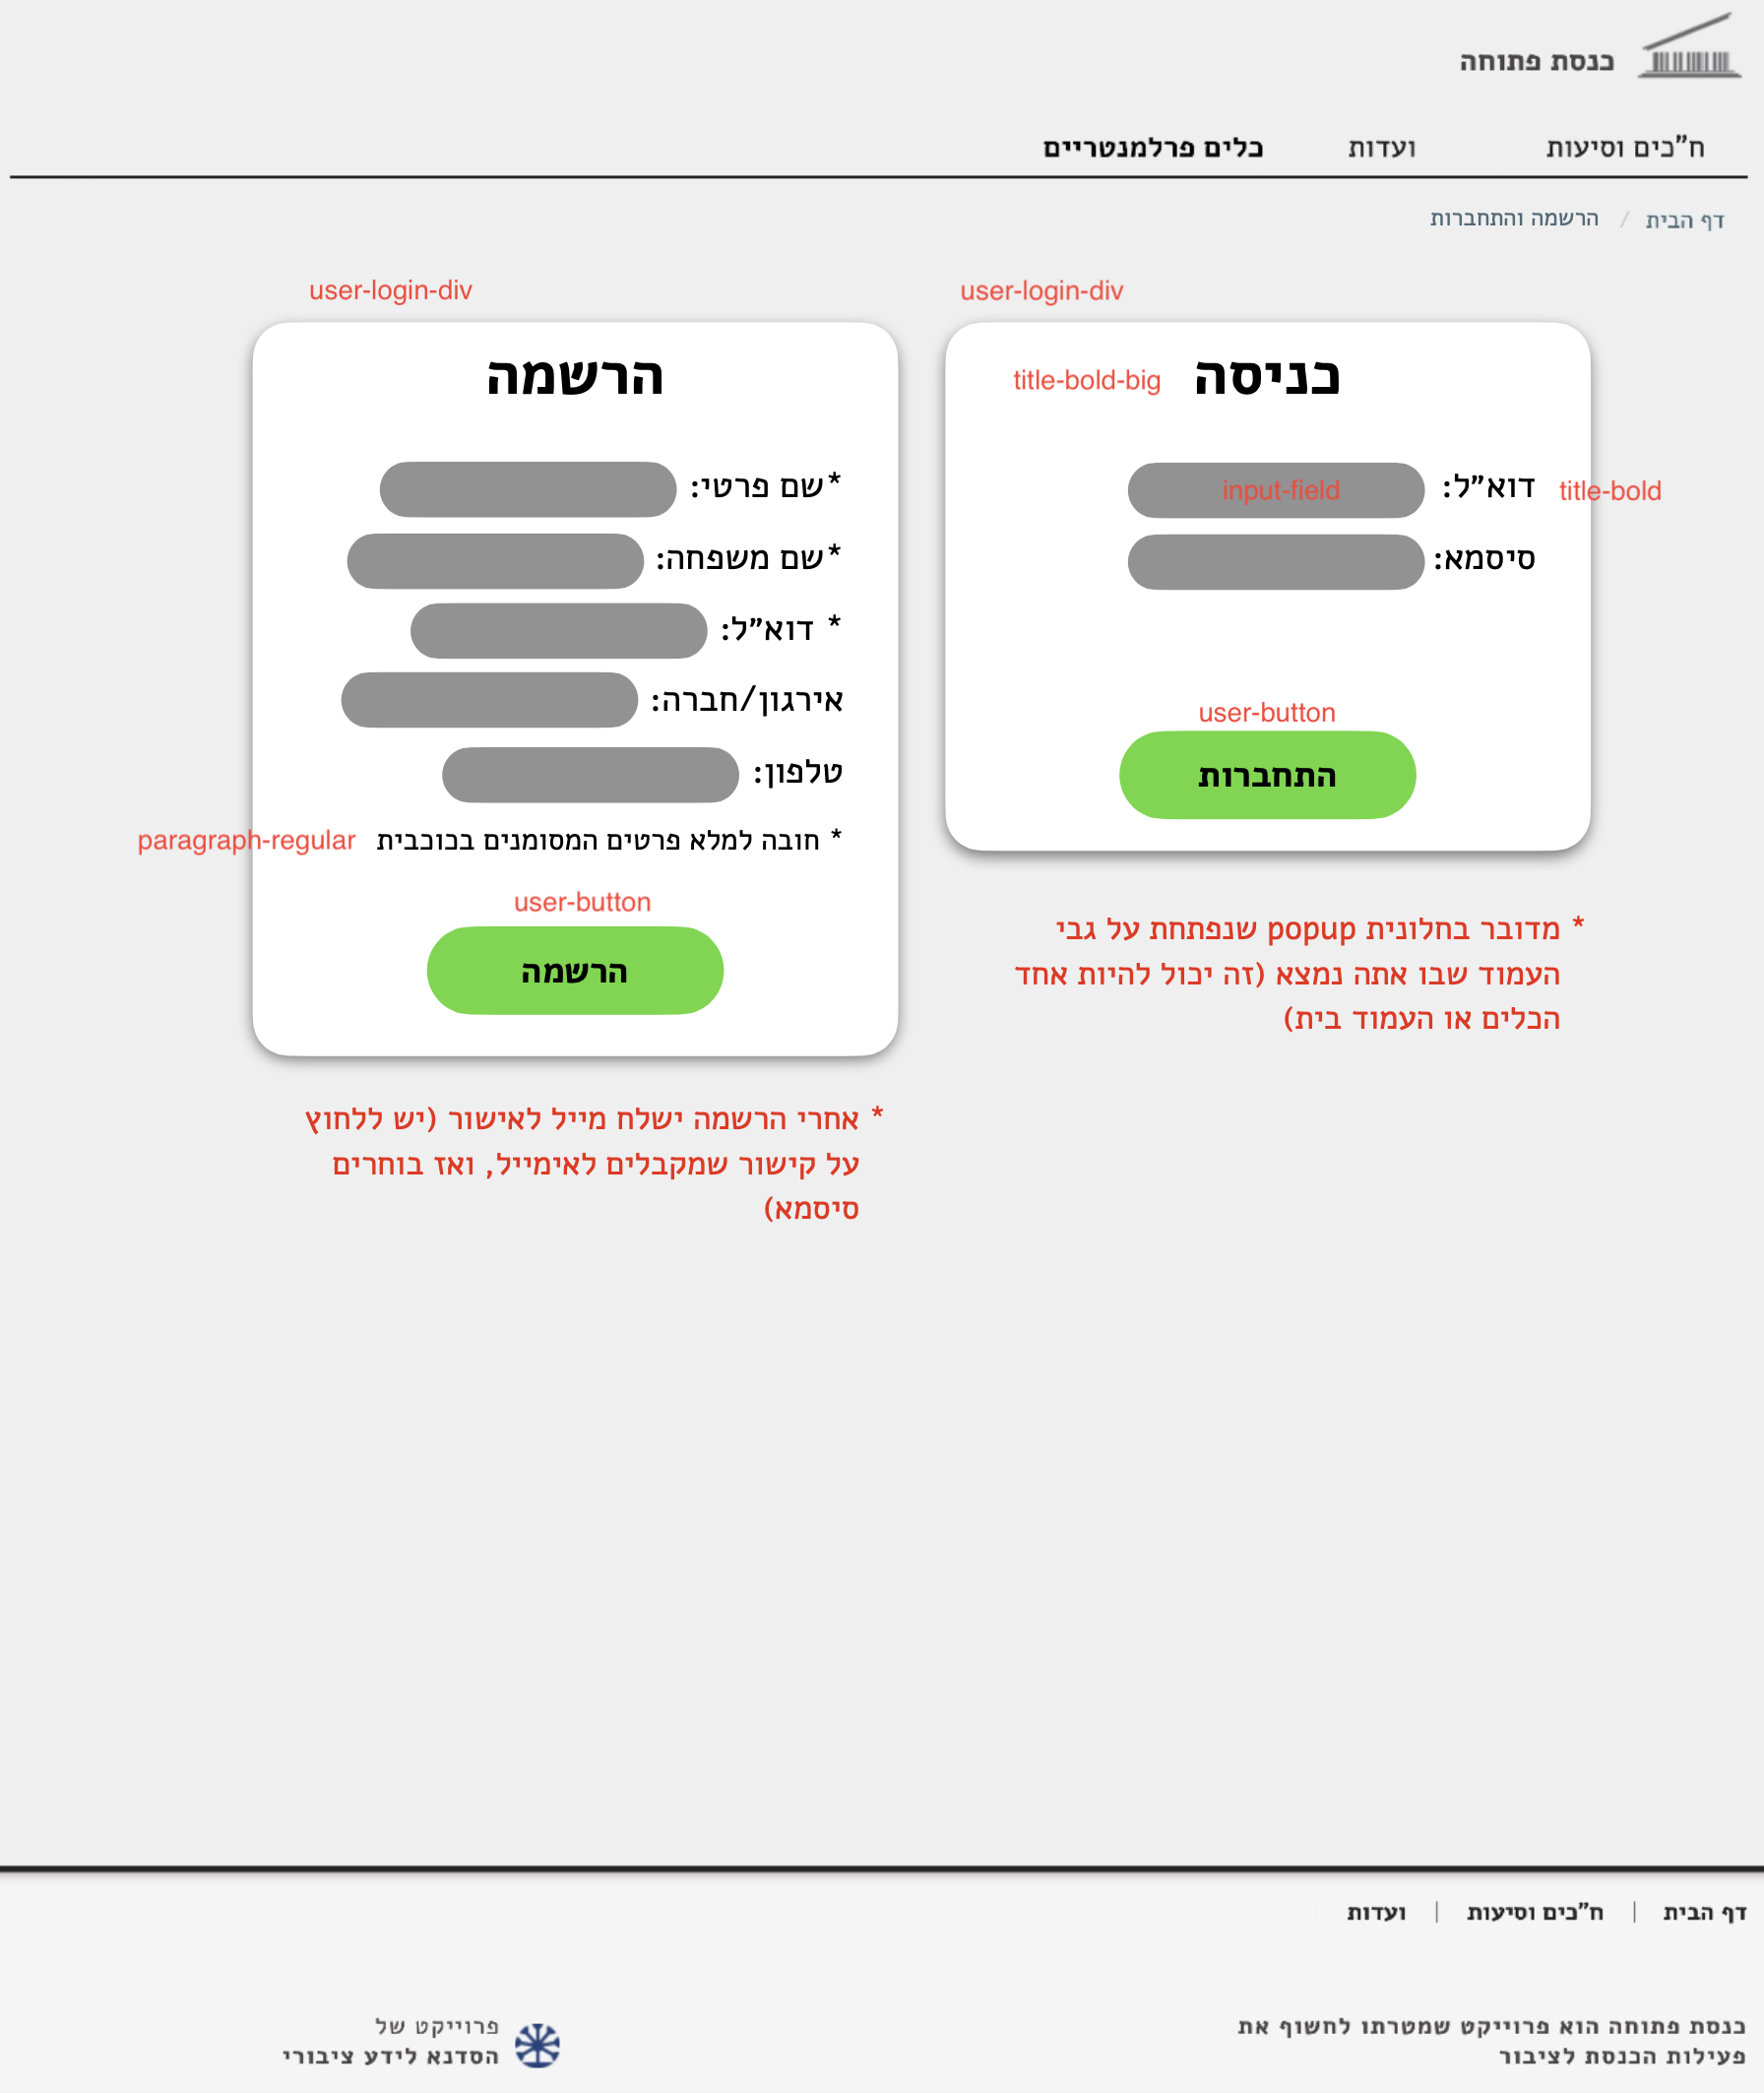 כנסת פתוחה
ח"כים וסיעות
ועדות
כלים פרלמנטריים
דף הבית / הרשמה והתחברות
user-login-div
כניסה title-bold-big
דוא"ל: input-field title-bold
סיסמא:
user-button
התחברות
* מדובר בחלונית popup שנפתחת על גבי
העמוד שבו אתה נמצא (זה יכול להיות אחד
הכלים או העמוד בית)
user-login-div
הרשמה
*שם פרטי:
*שם משפחה:
* דוא"ל:
אירגון/חברה:
טלפון:
* חובה למלא פרטים המסומנים בכוכבית paragraph-regular
user-button
הרשמה
* אחרי הרשמה ישלח מייל לאישור (יש ללחוץ
על קישור שמקבלים לאימייל, ואז בוחרים
סיסמא)
דף הבית | ח"כים וסיעות | ועדות
כנסת פתוחה הוא פרוייקט שמטרתו לחשוף את
פעילות הכנסת לציבור
פרוייקט של
הסדנא לידע ציבורי